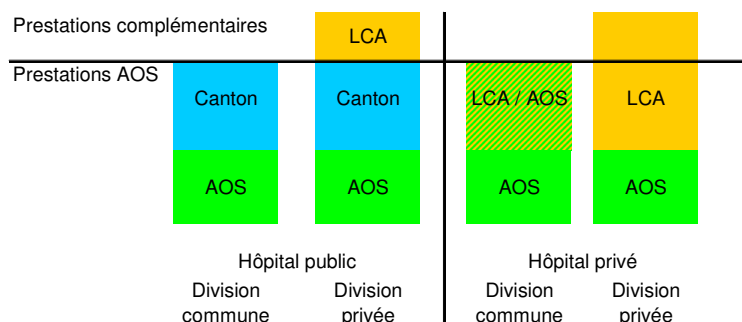 Prestations complémentaires
LCA
Prestations AOS
Canton
Canton
LCA / AOS
LCA
AOS
AOS
AOS
AOS
Hôpital public
Hôpital privé
Division
Division
Division
Division
commune
privée
commune
privée